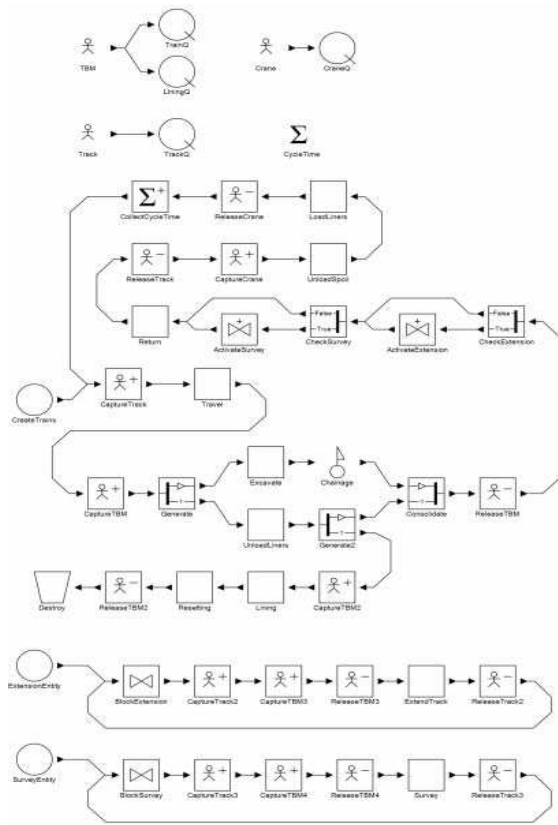 TrainQ
TBM
LiningQ
Crane
CraneQ
Track
TrackQ
Σ
CycleTime
Σ+
CollectCycleTime
ReleaseCrane
LoadLiners
ReleaseTrack
CaptureCrane
UnloadSpoil
False
True
False
True
Return
ActivateSurvey
CheckSurvey
ActivateExtension
CheckExtension
CreateTrains
CaptureTrack
Travel
CaptureTBM
Generate
Excavate
Chainage
Consolidate
ReleaseTBM
UnloadLiners
Generate2
Destroy
ReleaseTBM2
Resetting
Lining
CaptureTBM2
ExtensionEntity
BlockExtension
CaptureTrack2
CaptureTBM3
ReleaseTBM3
ExtendTrack
ReleaseTrack2
SurveyEntity
BlockSurvey
CaptureTrack3
CaptureTBM4
ReleaseTBM4
Survey
ReleaseTrack3